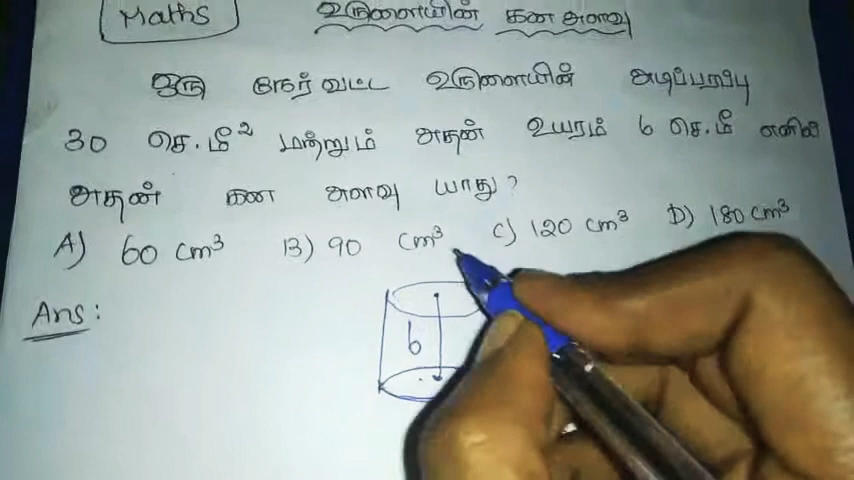 Maths
உருளையின் கன அளவு
ஒரு நேர் வட்ட உருளையின் அடிப்பரப்பு
30 செ.மீ² மற்றும் அதன் உயரம் 6 செ.மீ எனில்
அதன் கன அளவு யாது?
A) 60 cm³ B) 90 cm³ C) 120 cm³ D) 180 cm³
Ans:
6